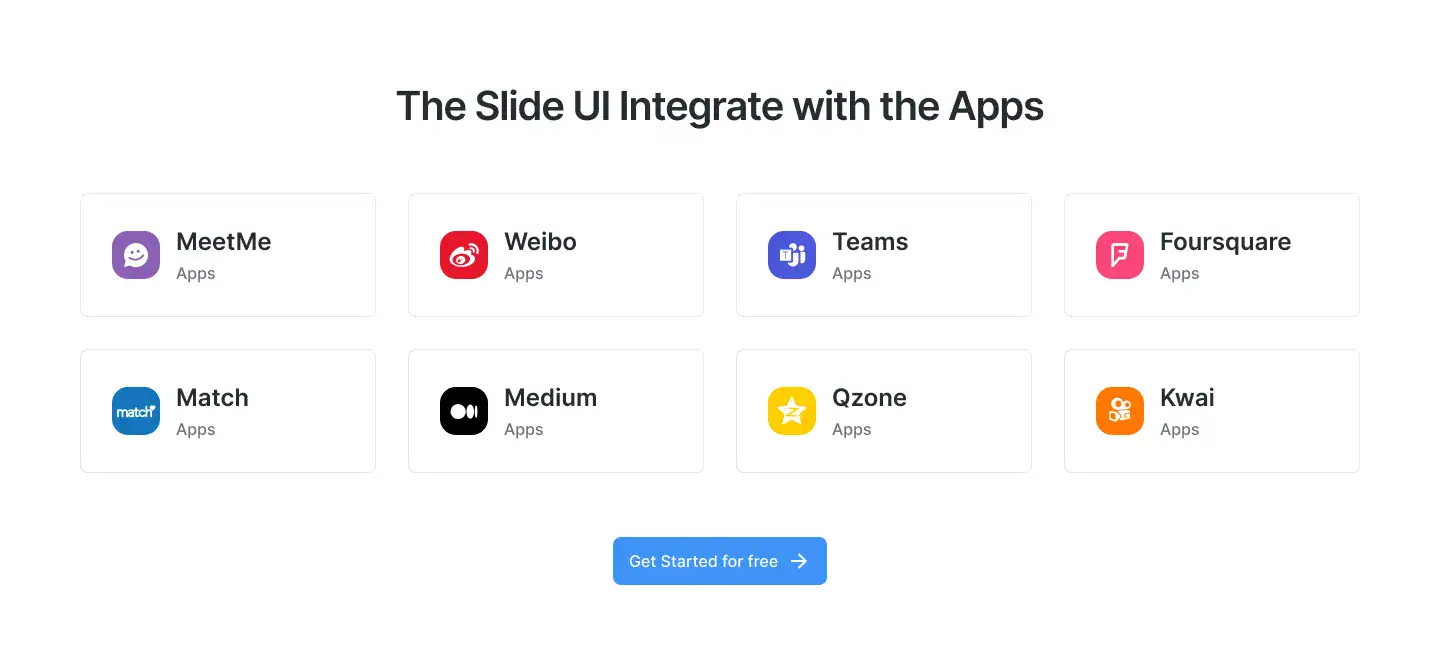 The Slide UI Integrate with the Apps
MeetMe
Apps
Weibo
Apps
Teams
Apps
Foursquare
Apps
match
Match
Apps
Medium
Apps
Qzone
Apps
Kwai
Apps
Get Started for free